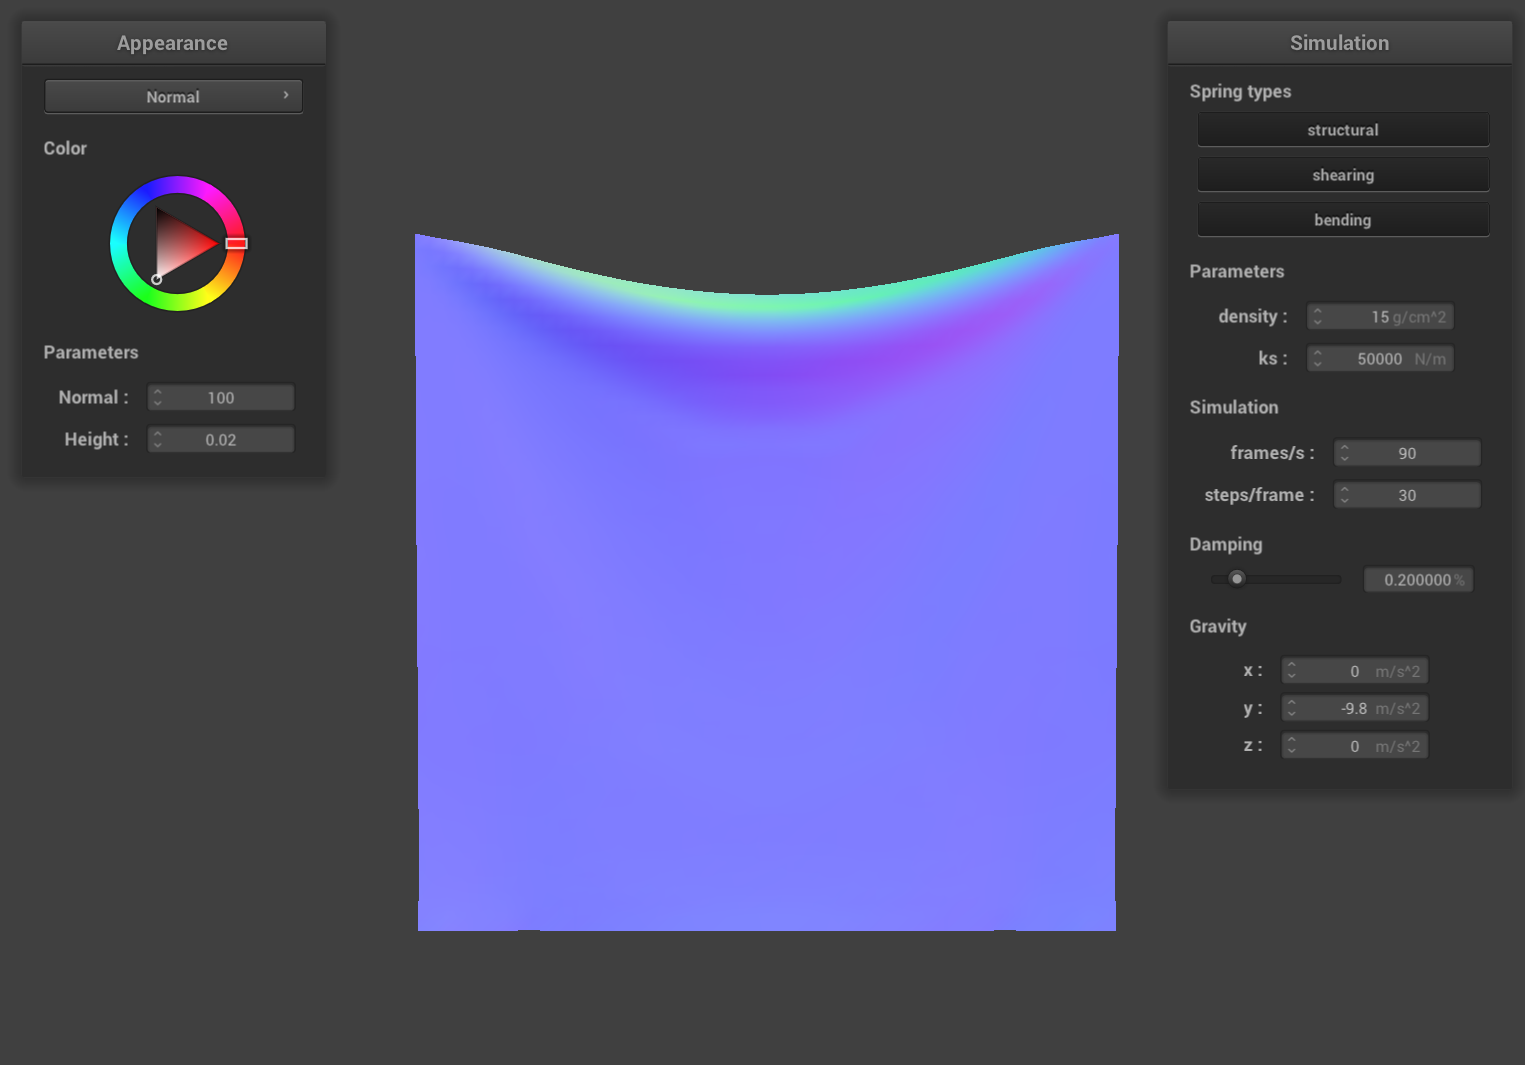 Appearance
Normal
Color
Parameters
Normal : 100
Height : 0.02
Simulation
Spring types
structural
shearing
bending
Parameters
density : 15 g/cm^2
ks : 50000 N/m
Simulation
frames/s : 90
steps/frame : 30
Damping
0.200000 %
Gravity
x : 0 m/s^2
y : -9.8 m/s^2
z : 0 m/s^2